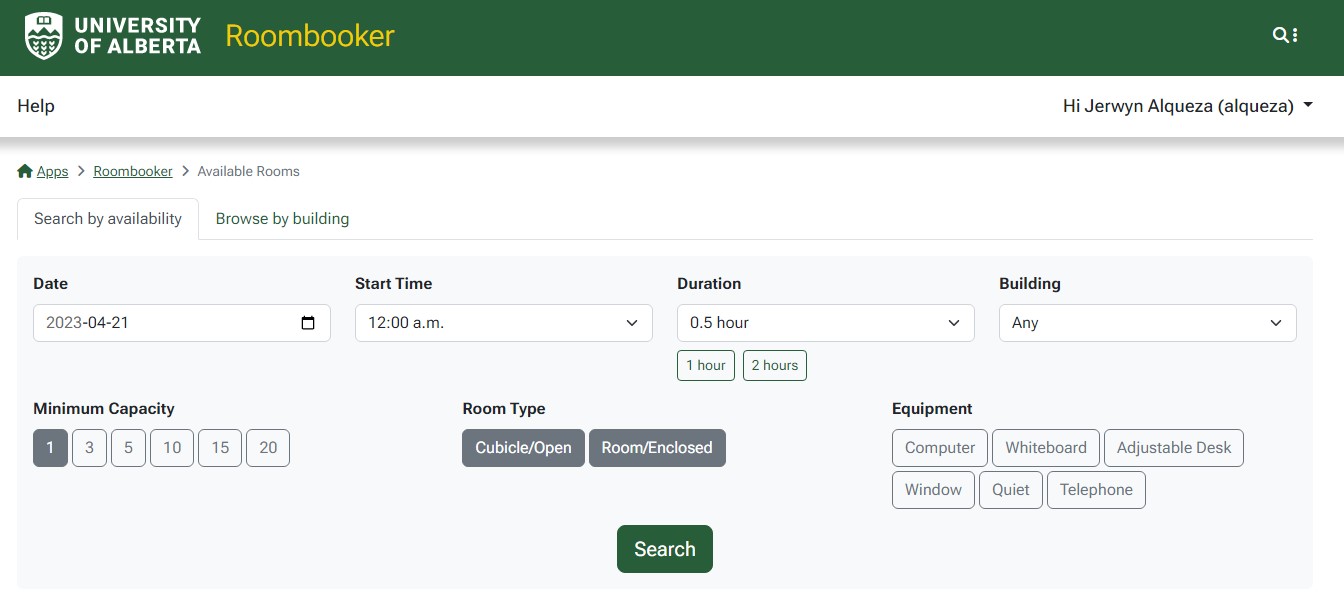 UNIVERSITY
OF ALBERTA
Roombooker
Help
Hi Jerwyn Alqueza (alqueza)
Apps > Roombooker > Available Rooms
Search by availability
Browse by building
Date
Start Time
Duration
Building
2023-04-21
12:00 a.m.
0.5 hour
Any
1 hour
2 hours
Minimum Capacity
Room Type
Equipment
1 3 5 10 15 20
Cubicle/Open
Room/Enclosed
Computer
Whiteboard
Adjustable Desk
Window
Quiet
Telephone
Search